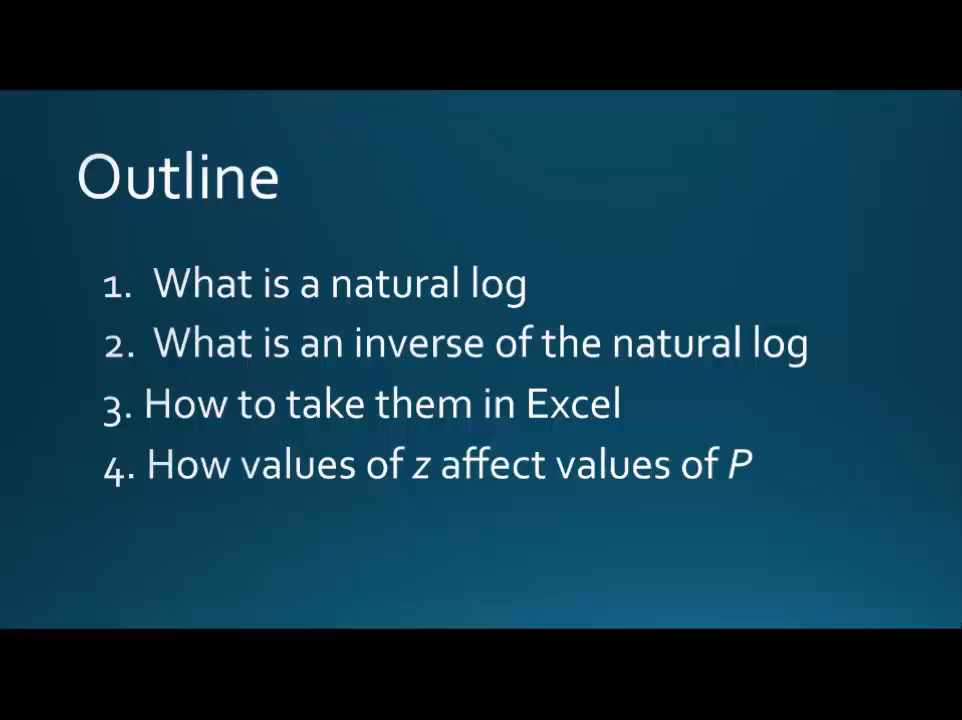 Outline
1. What is a natural log
2. What is an inverse of the natural log
3. How to take them in Excel
4. How values of z affect values of P